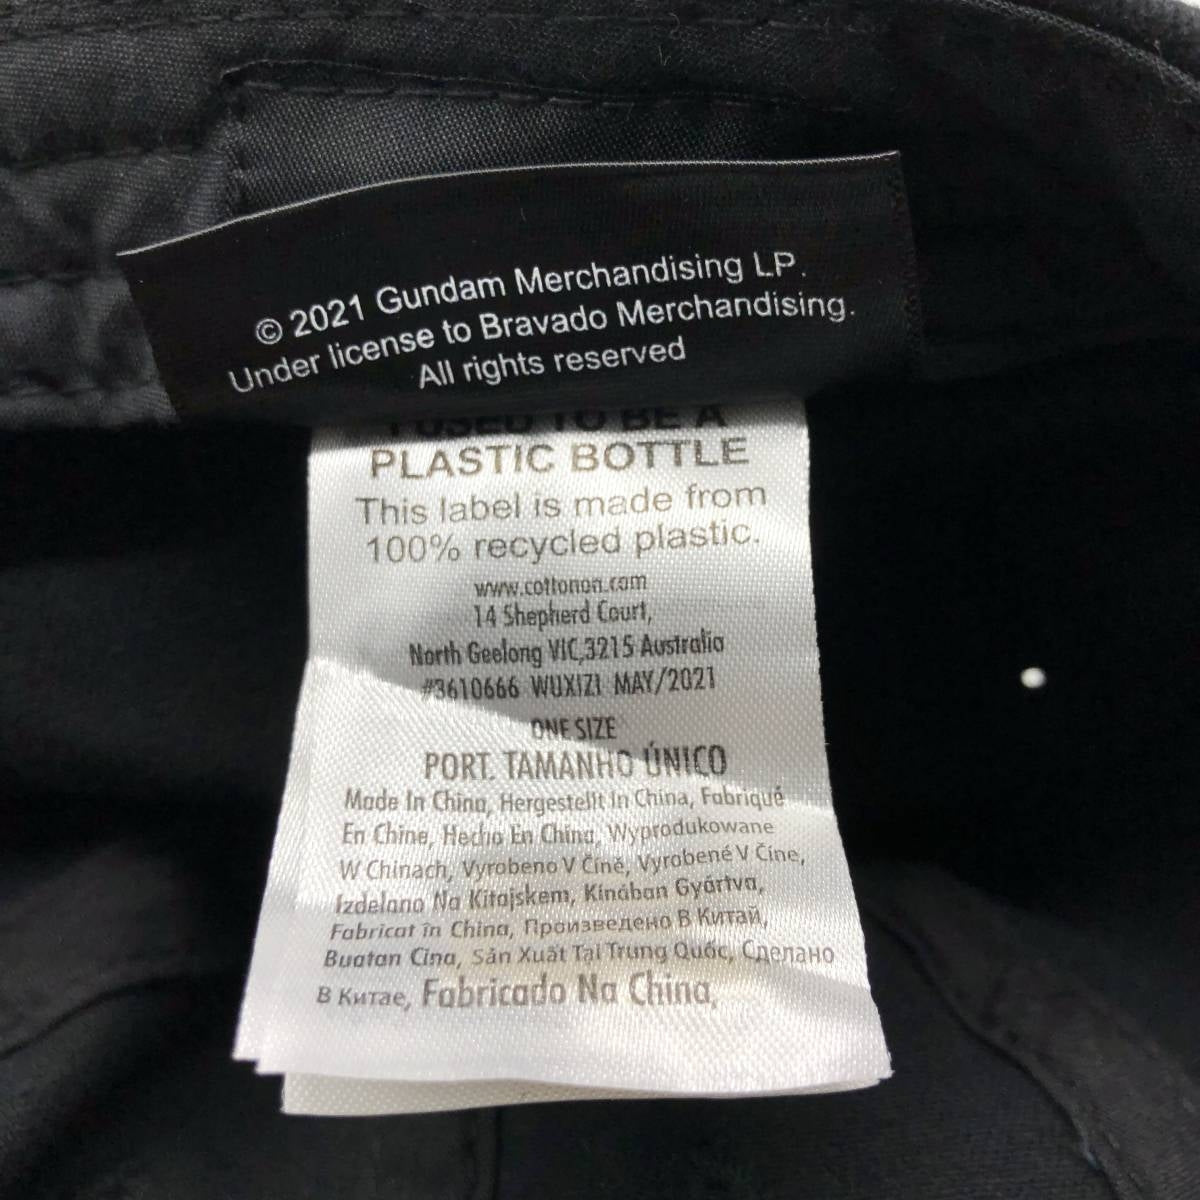 © 2021 Gundam Merchandising LP.
Under license to Bravado Merchandising.
All rights reserved
I USED TO BE A
PLASTIC BOTTLE
This label is made from
100% recycled plastic.
www.cottonon.com
14 Shepherd Court,
North Geelong VIC,3215 Australia
#3610666 WUXIZI MAY/2021
ONE SIZE
PORT. TAMANHO ÚNICO
Made In China, Hergestellt In China, Fabriqué
En Chine, Hecho En China, Wyprodukowane
W Chinach, Vyrobeno V Číně, Vyrobené V Číne,
Izdelano Na Kitajskem, Kínában Gyártva,
Fabricat în China, Произведено В Китай,
Buatan Cina, Sản Xuất Tại Trung Quốc, Сделано
В Китае, Fabricado Na China,